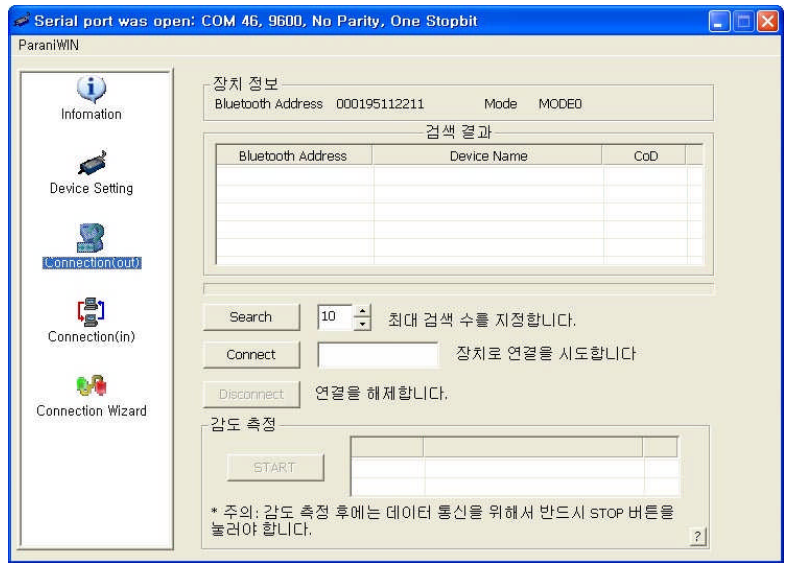 Serial port was open: COM 46, 9600, No Parity, One Stopbit
ParaniWIN
Infomation
Device Setting
Connection(out)
Connection(in)
Connection Wizard
장치 정보
Bluetooth Address 000195112211 Mode MODE0
검색 결과
Bluetooth Address Device Name CoD
Search 10 최대 검색 수를 지정합니다.
Connect 장치로 연결을 시도합니다
Disconnect 연결을 해제합니다.
감도 측정
START
* 주의: 감도 측정 후에는 데이터 통신을 위해서 반드시 STOP 버튼을
눌러야 합니다.
?